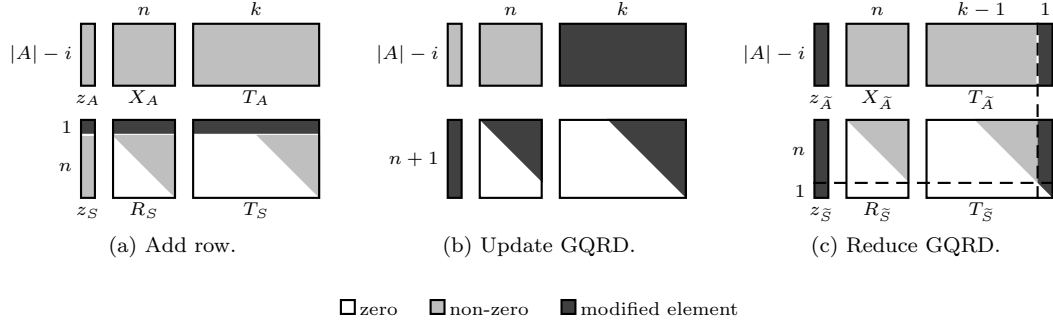 n k
|A| − i
z_A X_A T_A
1
n
z_S R_S T_S
(a) Add row.
n k
n + 1
(b) Update GQRD.
n k − 1 1
|A| − i
z_Ã X_Ã T_Ã
n
1
z_S̃ R_S̃ T_S̃
(c) Reduce GQRD.
zero non-zero modified element